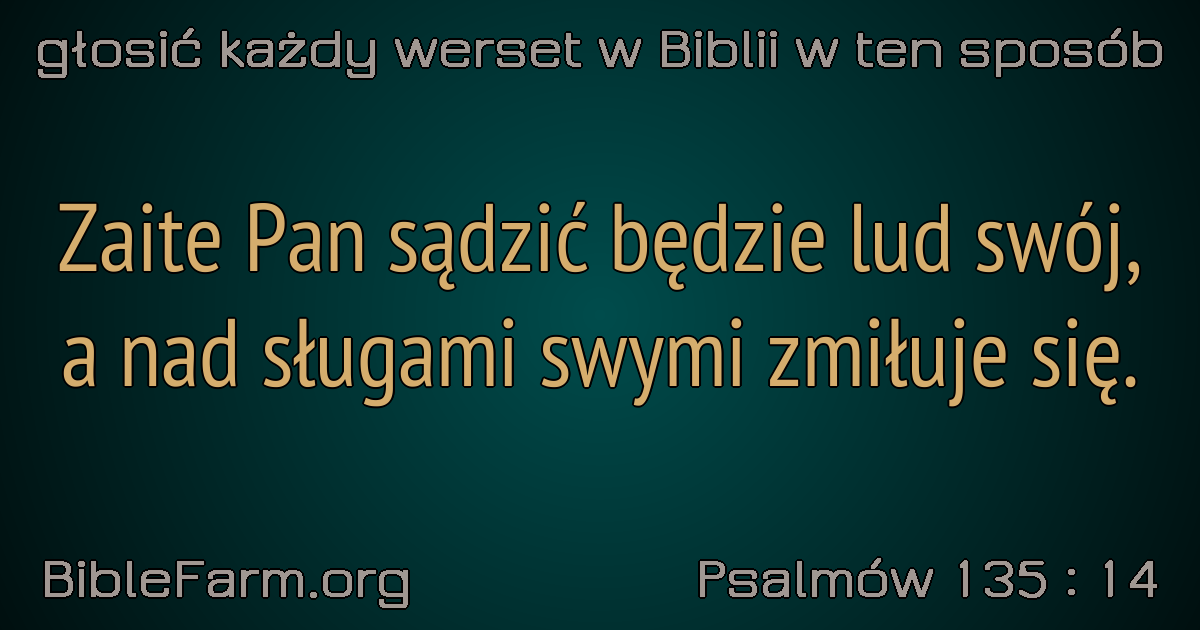 głosić każdy werset w Biblii w ten sposób
Zaite Pan sądzić będzie lud swój,
a nad sługami swymi zmiłuje się.
BibleFarm.org
Psalmów 135 : 14